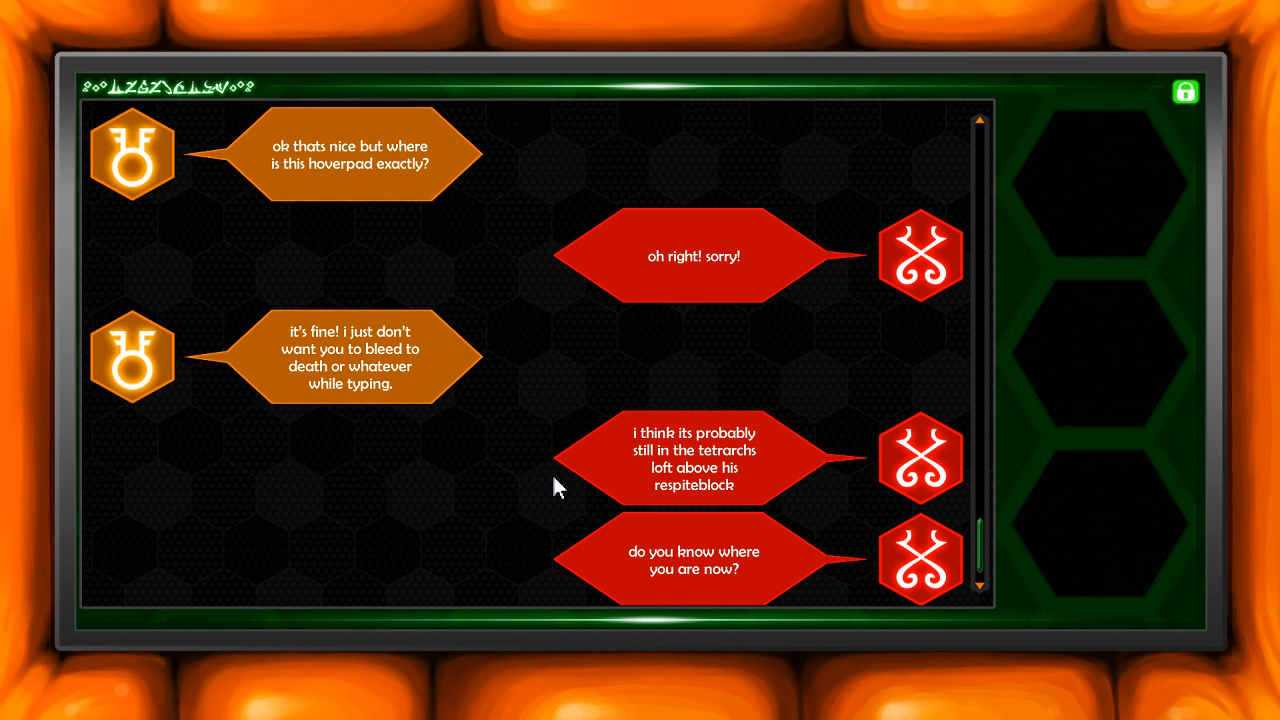 ok thats nice but where
is this hoverpad exactly?
oh right! sorry!
it's fine! i just don't
want you to bleed to
death or whatever
while typing.
i think its probably
still in the tetrarchs
loft above his
respiteblock
do you know where
you are now?